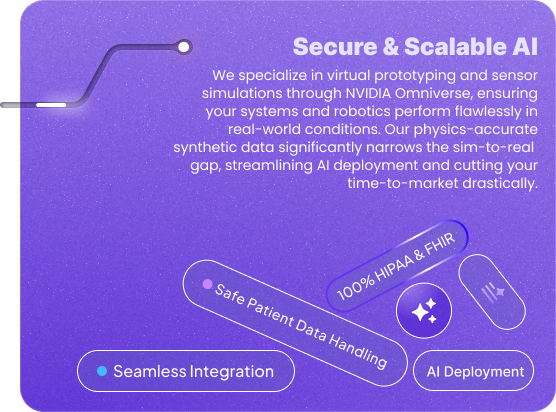 Secure & Scalable AI
We specialize in virtual prototyping and sensor
simulations through NVIDIA Omniverse, ensuring
your systems and robotics perform flawlessly in
real-world conditions. Our physics-accurate
synthetic data significantly narrows the sim-to-real
gap, streamlining AI deployment and cutting your
time-to-market drastically.
100% HIPAA & FHIR
Safe Patient Data Handling
Seamless Integration
AI Deployment